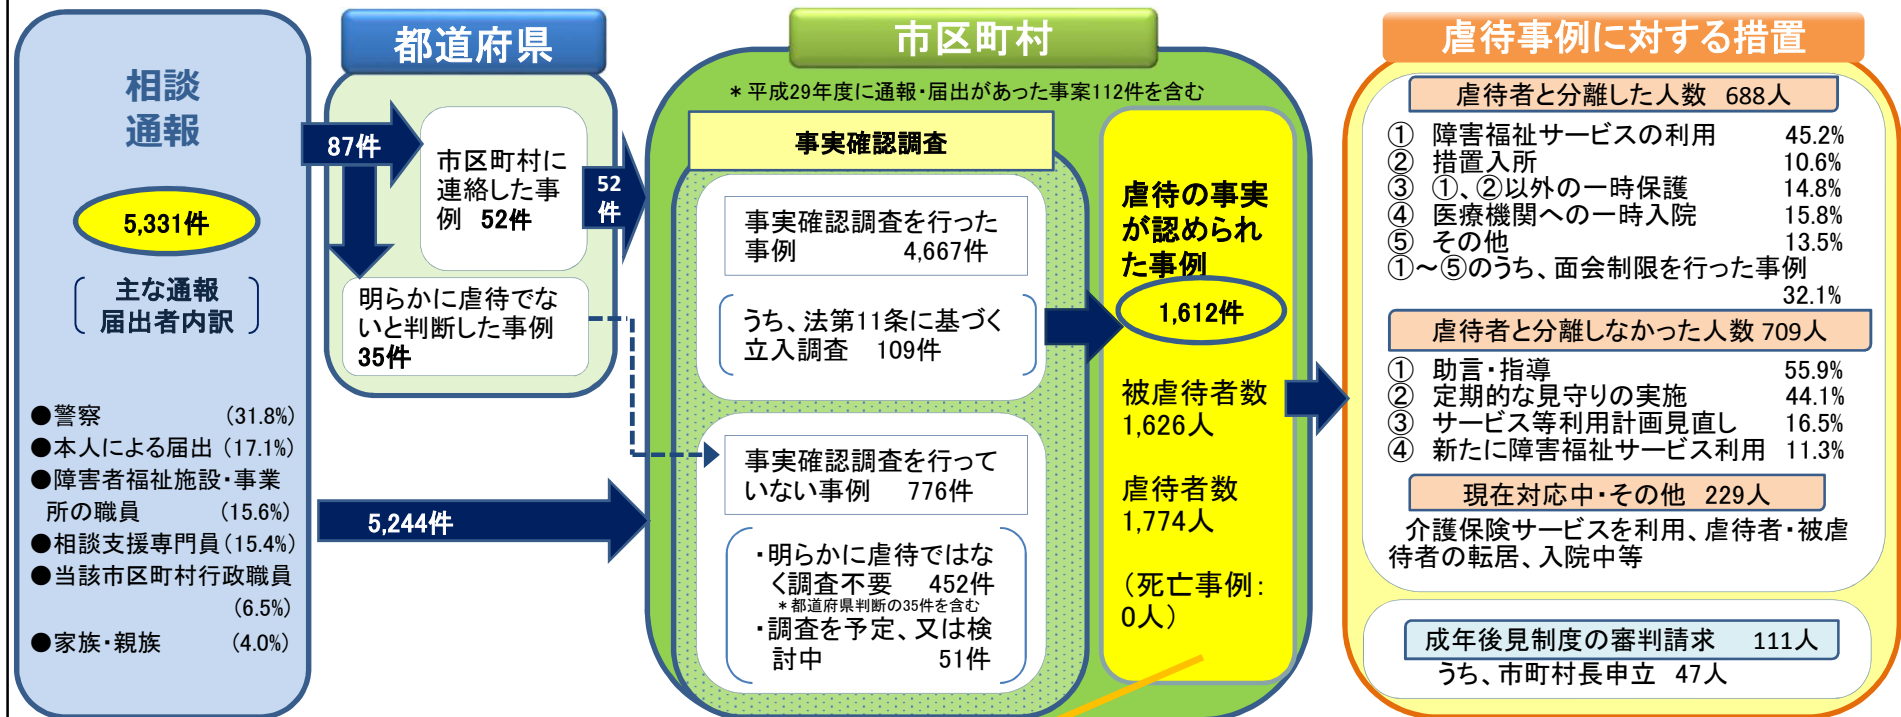 相談
通報
5,331件
主な通報
届出者内訳
●警察 (31.8%)
●本人による届出 (17.1%)
●障害者福祉施設・事業
所の職員 (15.6%)
●相談支援専門員(15.4%)
●当該市区町村行政職員
(6.5%)
●家族・親族 (4.0%)
都道府県
87件
市区町村に
連絡した事
例 52件
52
件
明らかに虐待でな
いと判断した事例
35件
5,244件
市区町村
＊平成29年度に通報・届出があった事案112件を含む
事実確認調査
事実確認調査を行った
事例 4,667件
うち、法第11条に基づく
立入調査 109件
事実確認調査を行って
いない事例 776件
・明らかに虐待ではな
く調査不要 452件
＊都道府県判断の35件を含む
・調査を予定、又は検
討中 51件
虐待の事実
が認められ
た事例
1,612件
被虐待者数
1,626人
虐待者数
1,774人
（死亡事例：
0人）
虐待事例に対する措置
虐待者と分離した人数 688人
① 障害福祉サービスの利用 45.2%
② 措置入所 10.6%
③ ①、②以外の一時保護 14.8%
④ 医療機関への一時入院 15.8%
⑤ その他 13.5%
①～⑤のうち、面会制限を行った事例
32.1%
虐待者と分離しなかった人数 709人
① 助言・指導 55.9%
② 定期的な見守りの実施 44.1%
③ サービス等利用計画見直し 16.5%
④ 新たに障害福祉サービス利用 11.3%
現在対応中・その他 229人
介護保険サービスを利用、虐待者・被虐
待者の転居、入院中等
成年後見制度の審判請求 111人
うち、市町村長申立 47人